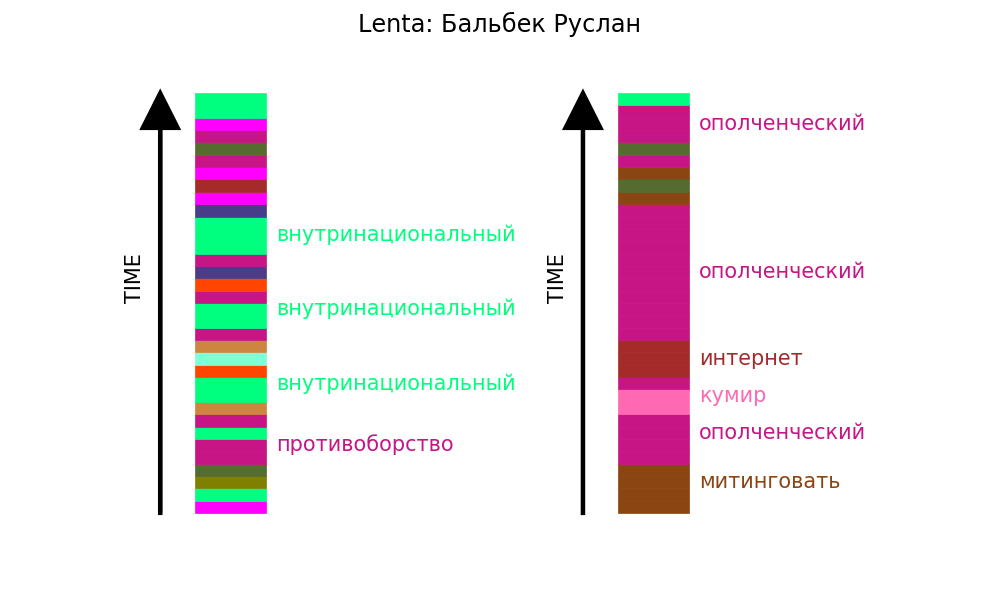 Lenta: Бальбек Руслан
TIME
внутринациональный
внутринациональный
внутринациональный
противоборство
TIME
ополченческий
ополченческий
интернет
кумир
ополченческий
митинговать